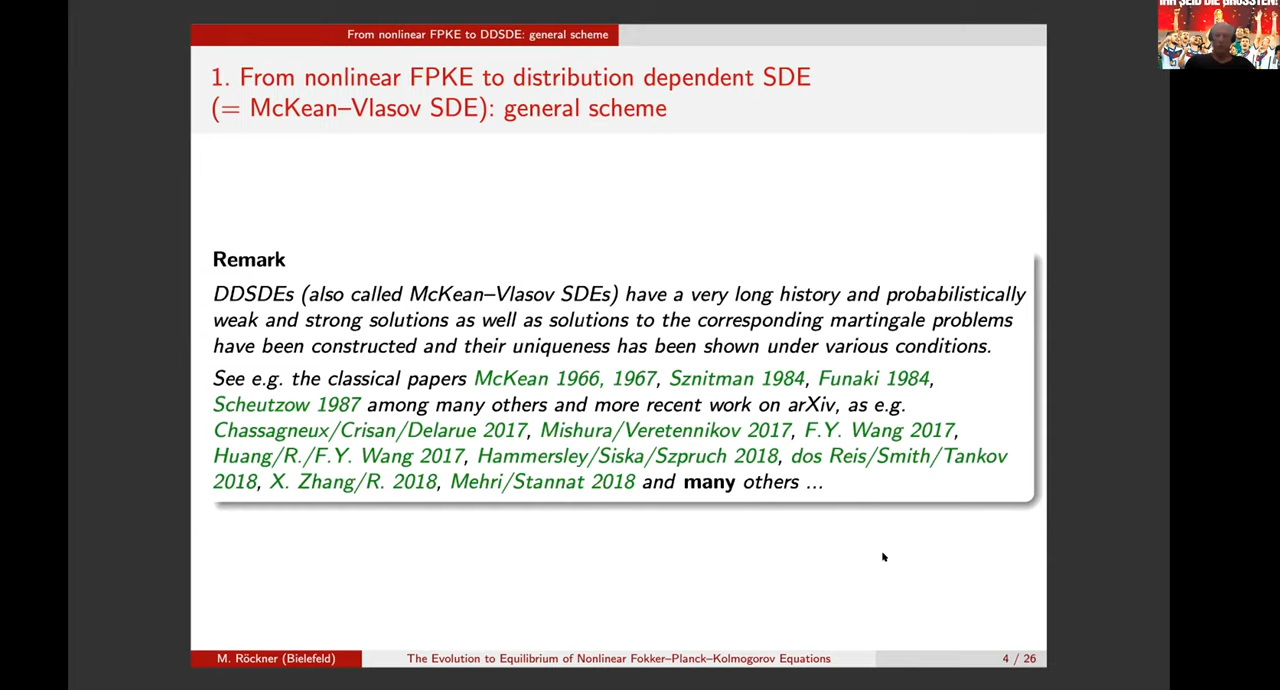 IHR SEID DIE GRÖSSTEN!
From nonlinear FPKE to DDSDE: general scheme
1. From nonlinear FPKE to distribution dependent SDE
(= McKean–Vlasov SDE): general scheme
Remark
DDSDEs (also called McKean–Vlasov SDEs) have a very long history and probabilistically
weak and strong solutions as well as solutions to the corresponding martingale problems
have been constructed and their uniqueness has been shown under various conditions.
See e.g. the classical papers McKean 1966, 1967, Sznitman 1984, Funaki 1984,
Scheutzow 1987 among many others and more recent work on arXiv, as e.g.
Chassagneux/Crisan/Delarue 2017, Mishura/Veretennikov 2017, F.Y. Wang 2017,
Huang/R./F.Y. Wang 2017, Hammersley/Siska/Szpruch 2018, dos Reis/Smith/Tankov
2018, X. Zhang/R. 2018, Mehri/Stannat 2018 and many others ...
M. Röckner (Bielefeld)
The Evolution to Equilibrium of Nonlinear Fokker–Planck–Kolmogorov Equations
4 / 26